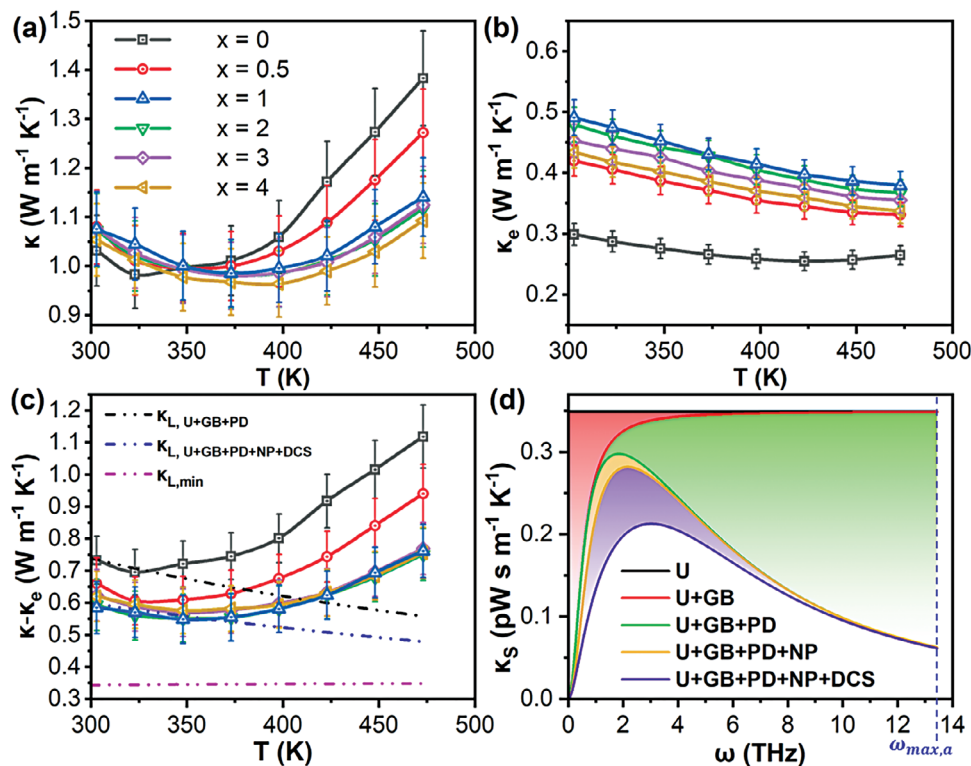 (a)
x = 0
x = 0.5
x = 1
x = 2
x = 3
x = 4
κ (W m⁻¹ K⁻¹)
1.5
1.4
1.3
1.2
1.1
1.0
0.9
300
350
400
450
500
T (K)
(b)
κe (W m⁻¹ K⁻¹)
0.6
0.5
0.4
0.3
0.2
300
350
400
450
500
T (K)
(c)
κL, U+GB+PD
κL, U+GB+PD+NP+DCS
κL,min
κ-κe (W m⁻¹ K⁻¹)
1.2
1.1
1.0
0.9
0.8
0.7
0.6
0.5
0.4
0.3
300
350
400
450
500
T (K)
(d)
κS (pW s m⁻¹ K⁻¹)
0.3
0.2
0.1
0.0
U
U+GB
U+GB+PD
U+GB+PD+NP
U+GB+PD+NP+DCS
0
2
4
6
8
10
12
14
ω (THz)
ωmax,a